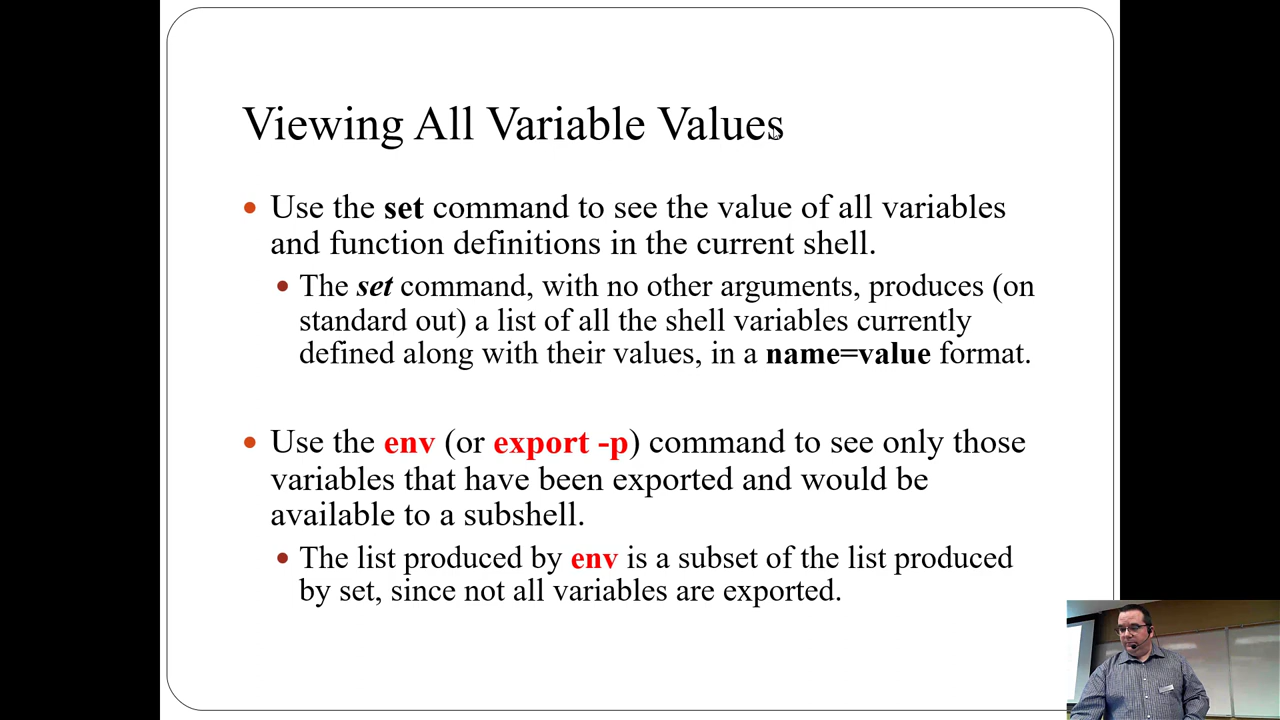 Viewing All Variable Values
Use the set command to see the value of all variables
and function definitions in the current shell.
The set command, with no other arguments, produces (on
standard out) a list of all the shell variables currently
defined along with their values, in a name=value format.
Use the env (or export -p) command to see only those
variables that have been exported and would be
available to a subshell.
The list produced by env is a subset of the list produced
by set, since not all variables are exported.